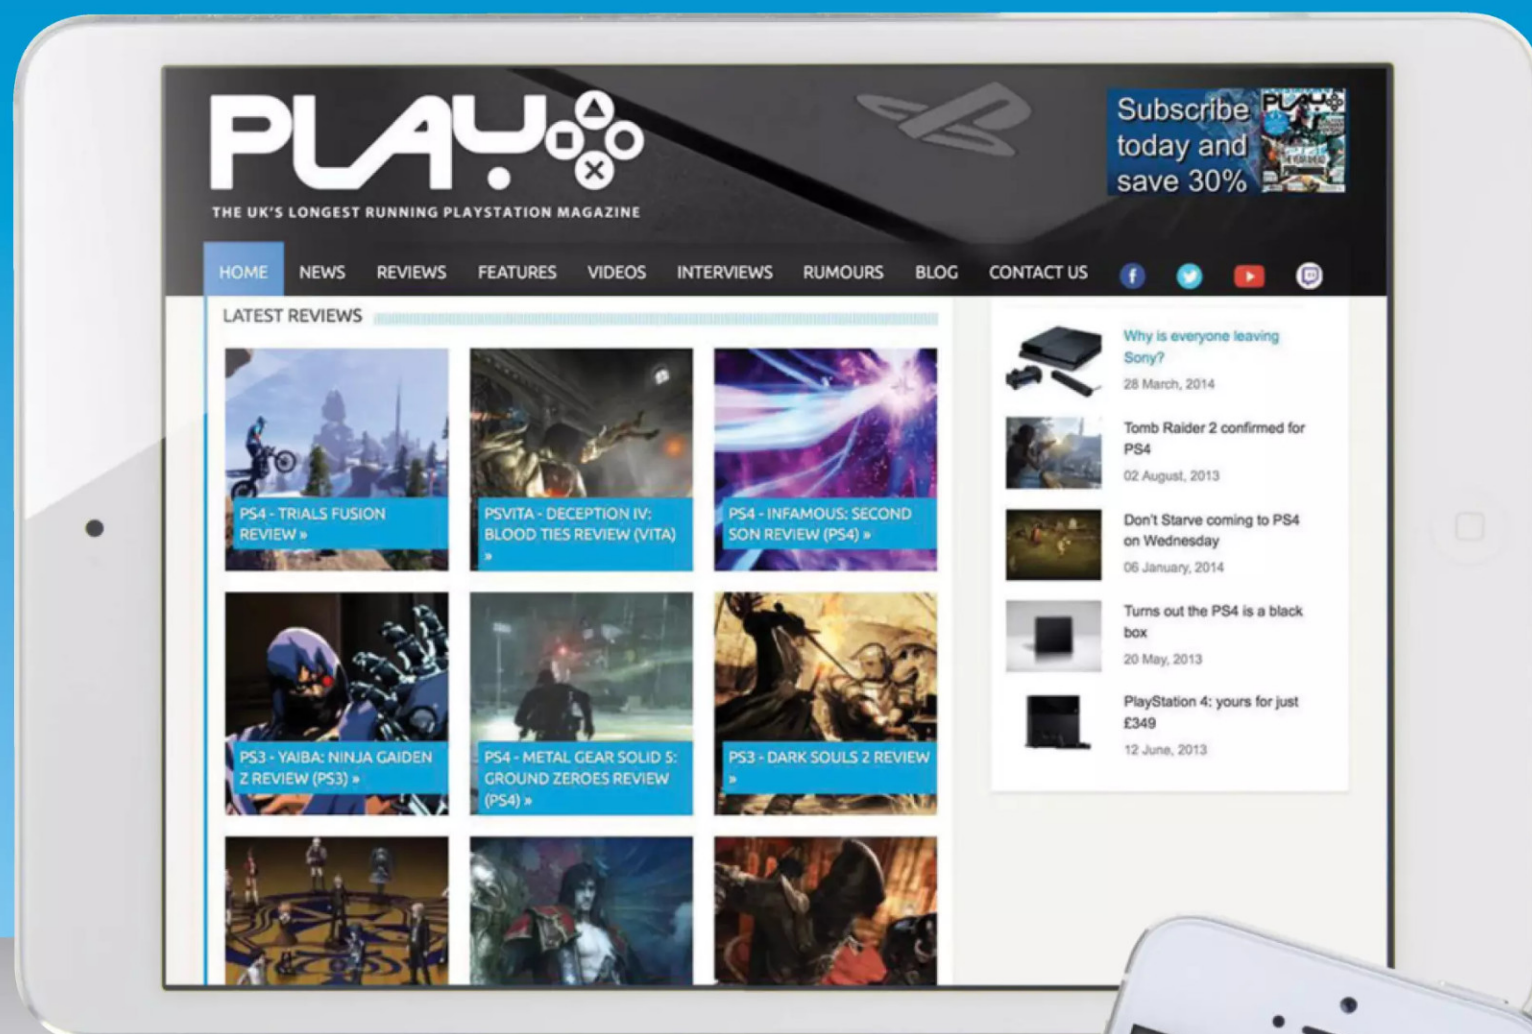 PLAY
THE UK'S LONGEST RUNNING PLAYSTATION MAGAZINE
Subscribe
today and
save 30%
PLAY
THE YEAR AHEAD
HOME NEWS REVIEWS FEATURES VIDEOS INTERVIEWS RUMOURS BLOG CONTACT US
LATEST REVIEWS
PS4 - TRIALS FUSION
REVIEW »
PSVITA - DECEPTION IV:
BLOOD TIES REVIEW (VITA)
»
PS4 - INFAMOUS: SECOND
SON REVIEW (PS4) »
PS3 - YAIBA: NINJA GAIDEN
Z REVIEW (PS3) »
PS4 - METAL GEAR SOLID 5:
GROUND ZEROES REVIEW
(PS4) »
PS3 - DARK SOULS 2 REVIEW
»
Why is everyone leaving
Sony?
28 March, 2014
Tomb Raider 2 confirmed for
PS4
02 August, 2013
Don't Starve coming to PS4
on Wednesday
06 January, 2014
Turns out the PS4 is a black
box
20 May, 2013
PlayStation 4: yours for just
£349
12 June, 2013